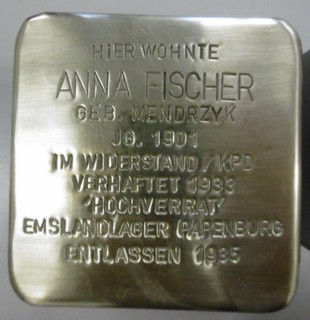 HIER WOHNTE
ANNA FISCHER
GEB. MENDRZYK
JG. 1901
IM WIDERSTAND / KPD
VERHAFTET 1933
'HOCHVERRAT'
EMSLANDLAGER PAPENBURG
ENTLASSEN 1935